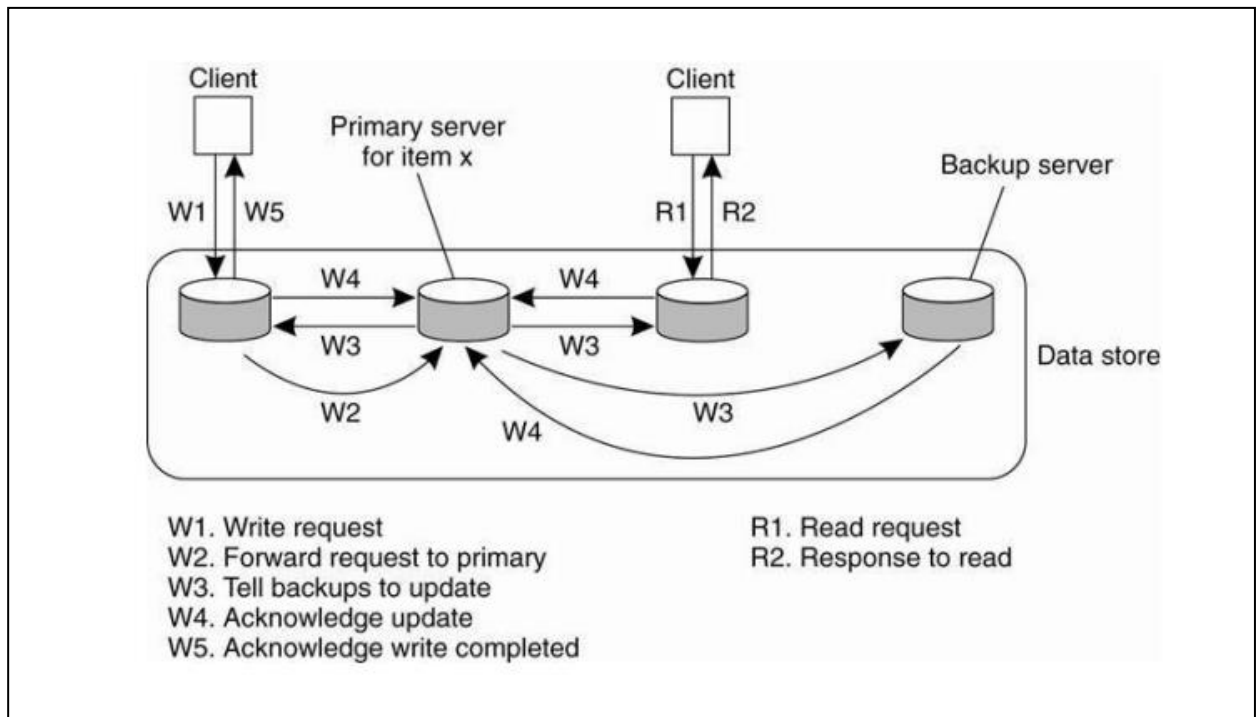 Client
Client
Primary server
for item x
Backup server
W1
W5
R1
R2
W4
W4
W3
W3
Data store
W2
W3
W4
W1. Write request
W2. Forward request to primary
W3. Tell backups to update
W4. Acknowledge update
W5. Acknowledge write completed
R1. Read request
R2. Response to read